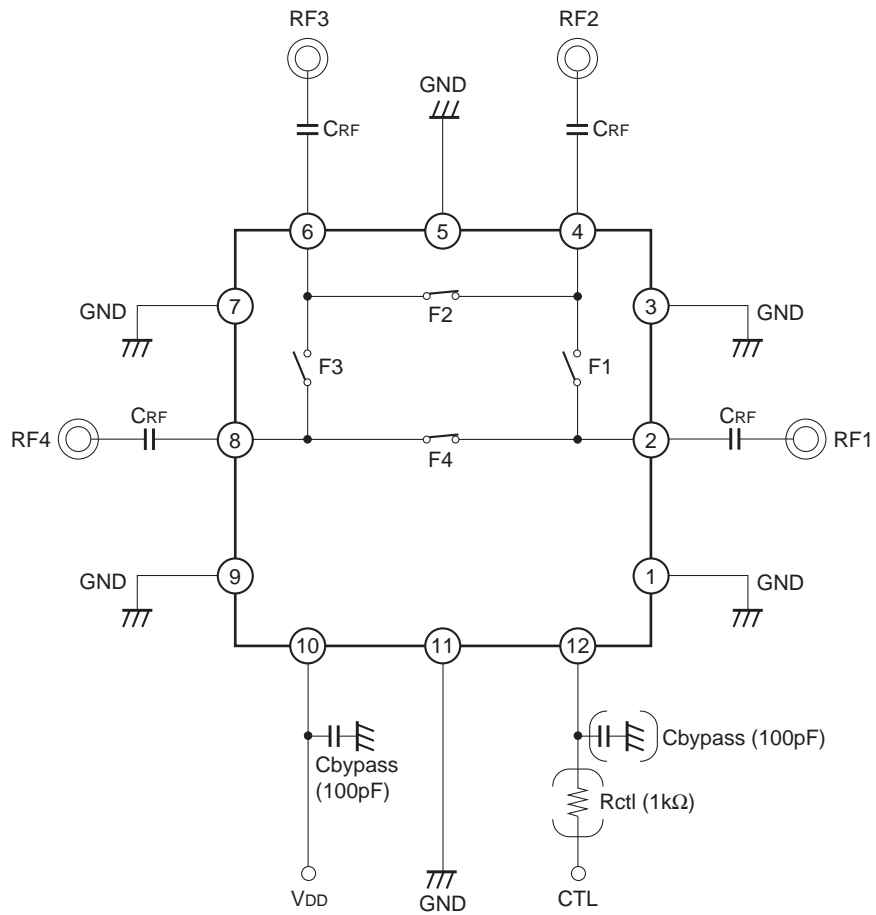 RF3
RF2
GND
CRF
CRF
6
5
4
7
3
GND
GND
F2
F3
F1
CRF
CRF
RF4
8
2
RF1
F4
GND
9
1
GND
10
11
12
Cbypass
(100pF)
Cbypass (100pF)
Rctl (1kΩ)
VDD
GND
CTL